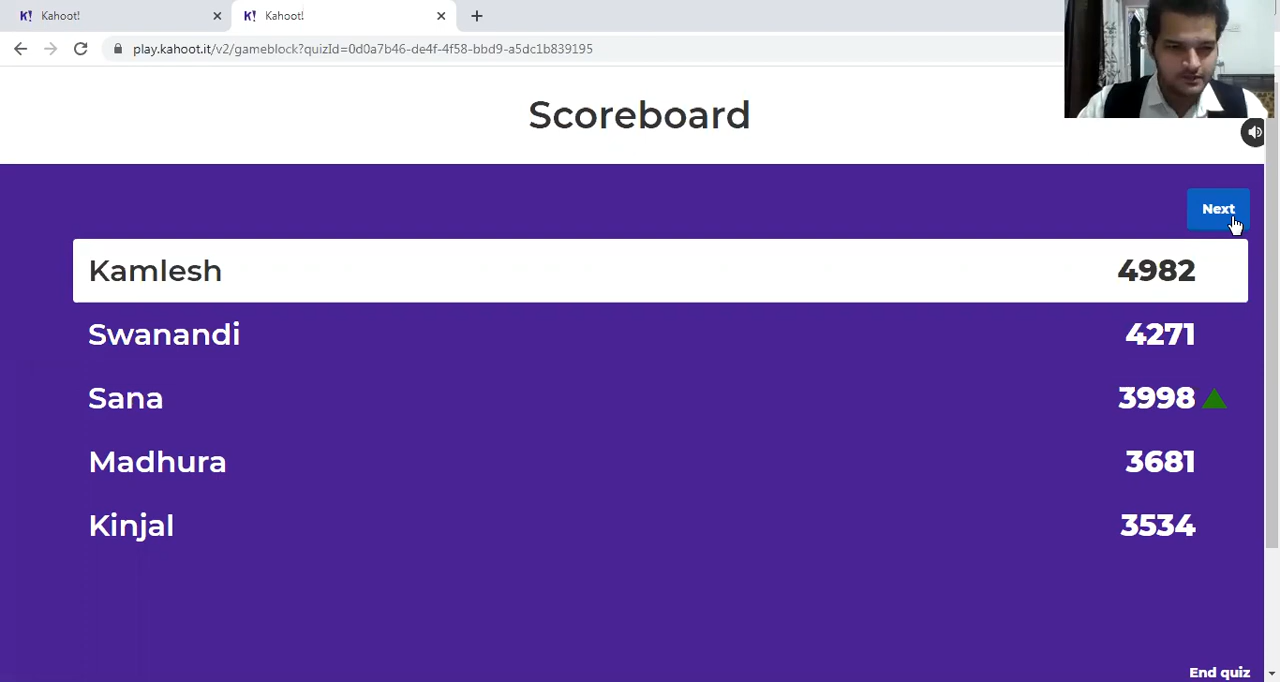 K! Kahoot!
K! Kahoot!
play.kahoot.it/v2/gameblock?quizId=0d0a7b46-de4f-4f58-bbd9-a5dc1b839195
Scoreboard
Next
Kamlesh 4982
Swanandi 4271
Sana 3998
Madhura 3681
Kinjal 3534
End quiz